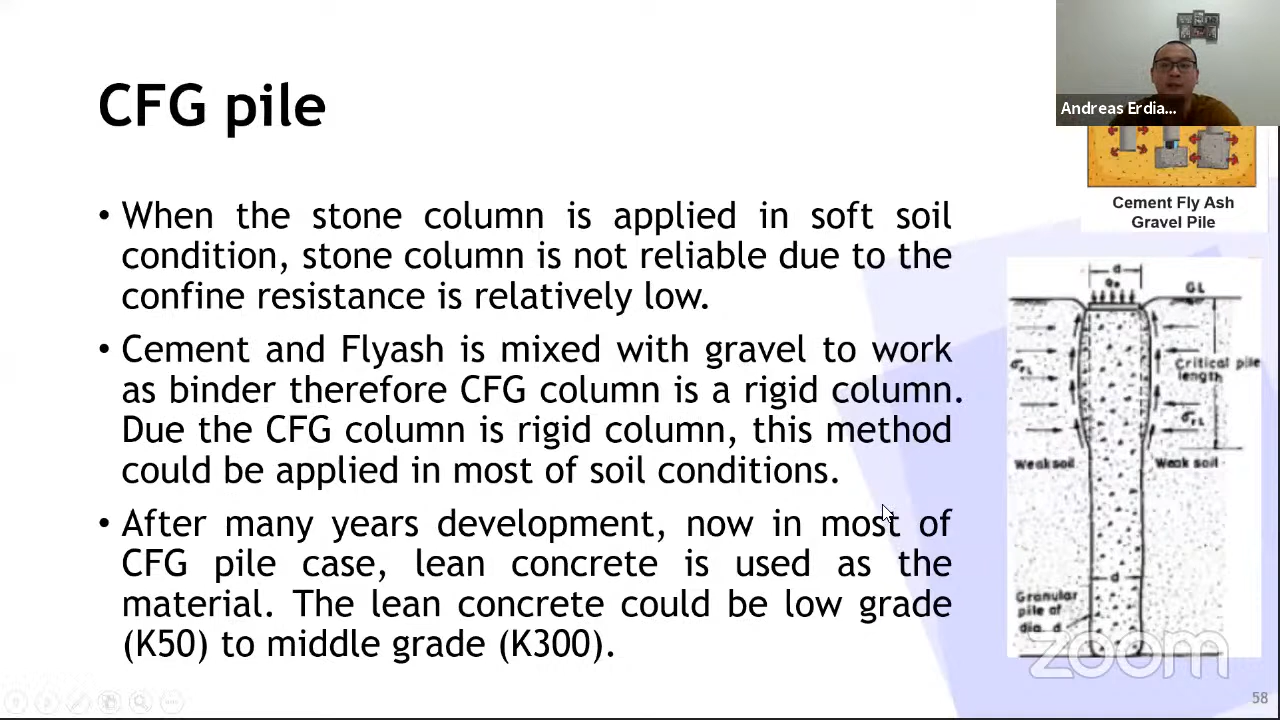 CFG pile
Andreas Erdia...
Cement Fly Ash
Gravel Pile
• When the stone column is applied in soft soil
condition, stone column is not reliable due to the
confine resistance is relatively low.
• Cement and Flyash is mixed with gravel to work
as binder therefore CFG column is a rigid column.
Due the CFG column is rigid column, this method
could be applied in most of soil conditions.
• After many years development, now in most of
CFG pile case, lean concrete is used as the
material. The lean concrete could be low grade
(K50) to middle grade (K300).
d
GL
Critical pile
length
σrL
σrL
Weak soil
Weak soil
d
Granular
pile of
dia. d
zoom
58